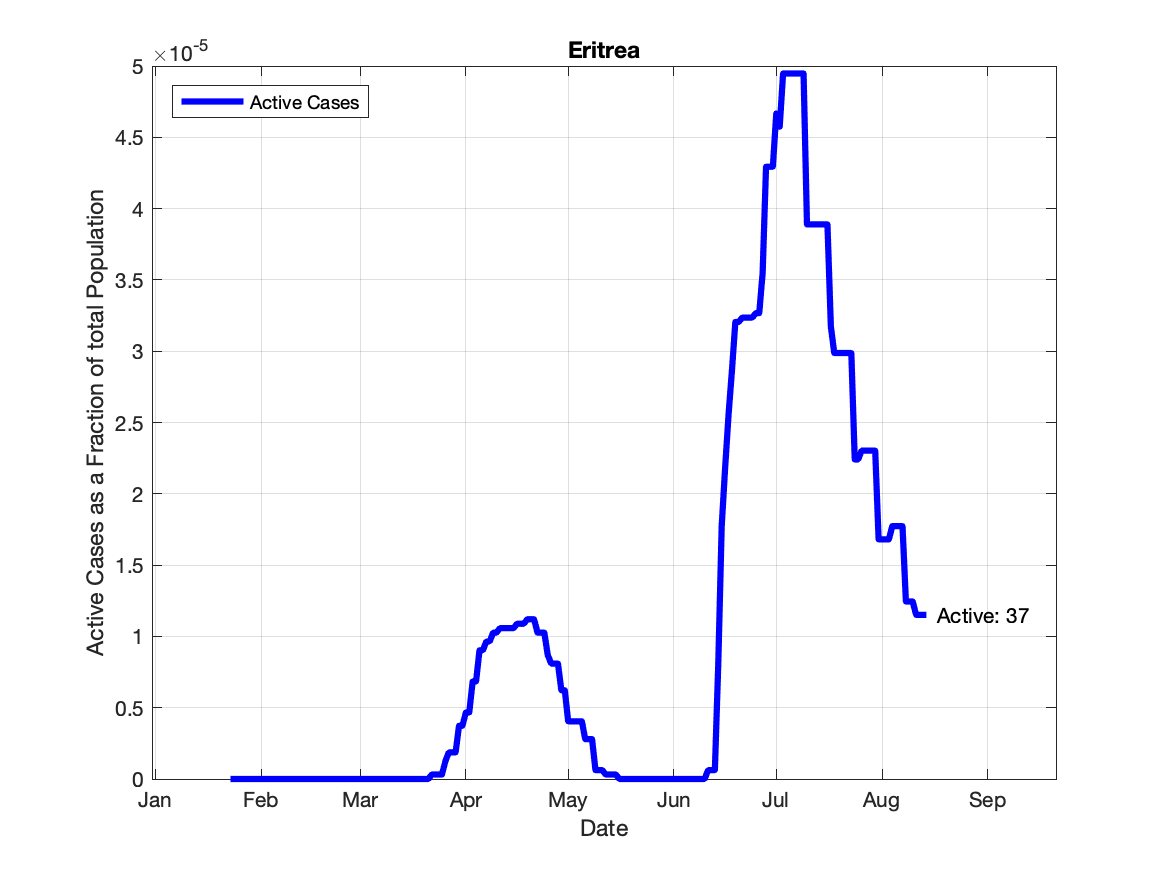 Eritrea
×10-5
Active Cases
5
4.5
4
3.5
3
2.5
2
1.5
1
0.5
0
Active Cases as a Fraction of total Population
Active: 37
Jan Feb Mar Apr May Jun Jul Aug Sep
Date